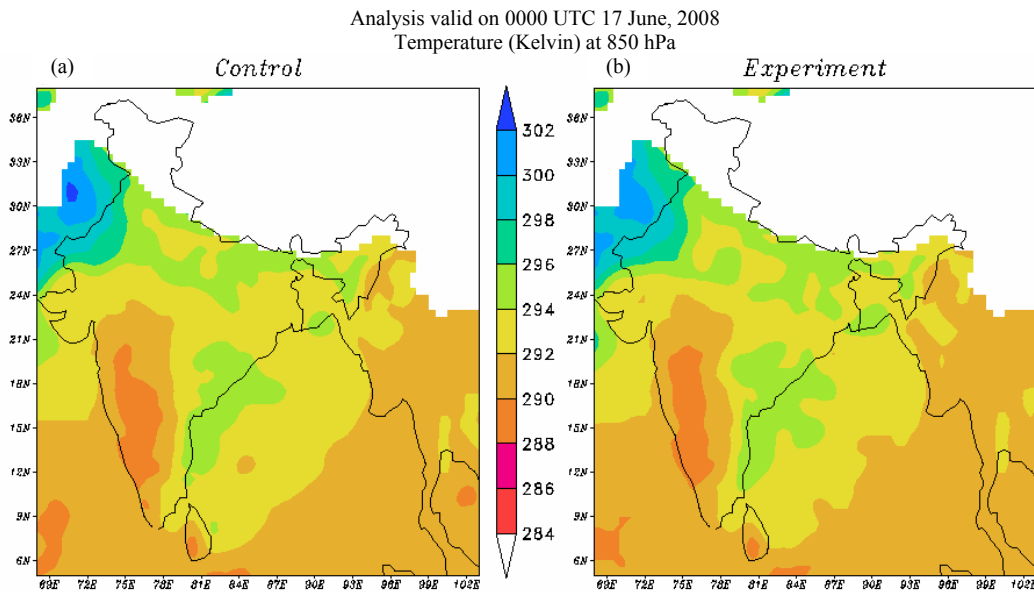 Analysis valid on 0000 UTC 17 June, 2008
Temperature (Kelvin) at 850 hPa
(a) Control
(b) Experiment
36N
33N
30N
27N
24N
21N
18N
15N
12N
9N
6N
69E 72E 75E 78E 81E 84E 87E 90E 93E 96E 99E 102E
302
300
298
296
294
292
290
288
286
284
36N
33N
30N
27N
24N
21N
18N
15N
12N
9N
6N
69E 72E 75E 78E 81E 84E 87E 90E 93E 96E 99E 102E